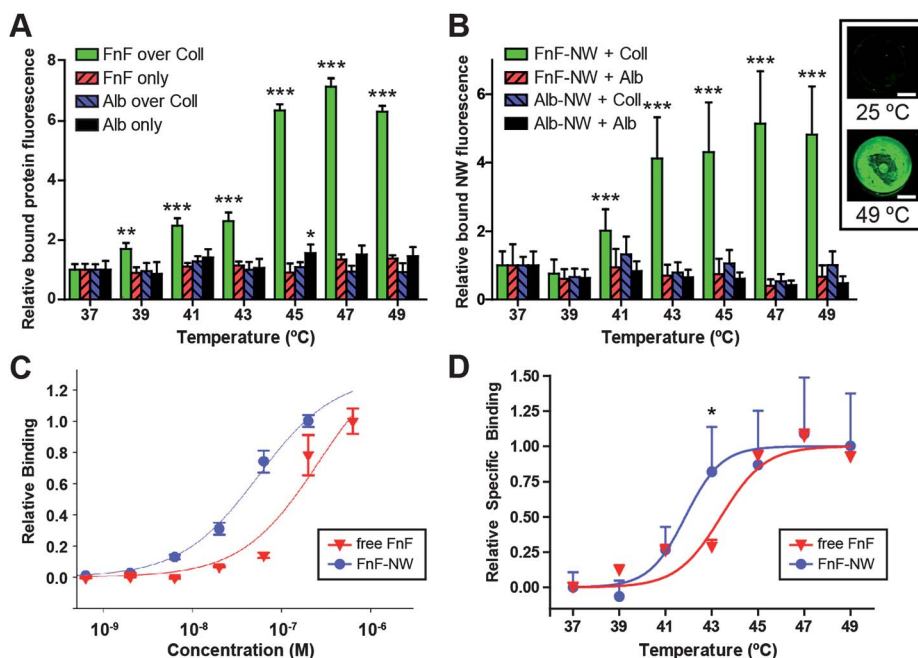 A
FnF over Coll
FnF only
Alb over Coll
Alb only
Relative bound protein fluorescence
8
6
4
2
0
** *** *** *** * *** ***
37 39 41 43 45 47 49
Temperature (ºC)
B
FnF-NW + Coll
FnF-NW + Alb
Alb-NW + Coll
Alb-NW + Alb
Relative bound NW fluorescence
6
4
2
0
*** *** *** *** ***
37 39 41 43 45 47 49
Temperature (ºC)
25 ºC
49 ºC
C
Relative Binding
1.2
1.0
0.8
0.6
0.4
0.2
0.0
free FnF
FnF-NW
10-9 10-8 10-7 10-6
Concentration (M)
D
Relative Specific Binding
1.50
1.25
1.00
0.75
0.50
0.25
0.00
*
free FnF
FnF-NW
37 39 41 43 45 47 49
Temperature (ºC)